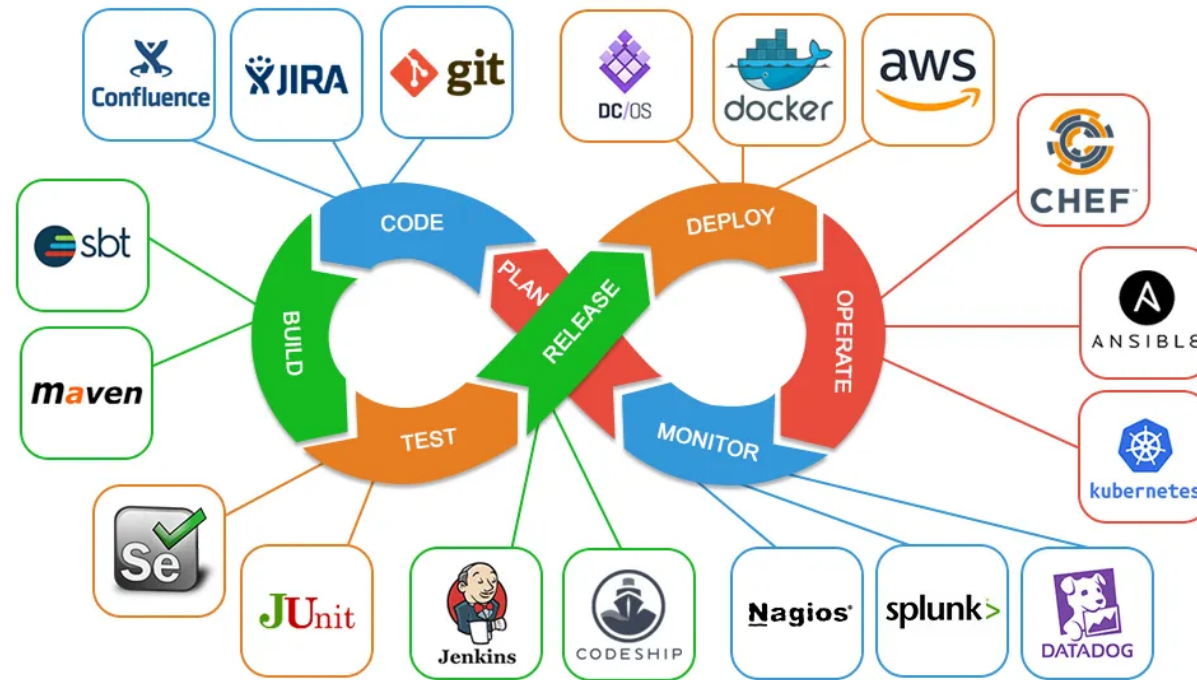 Confluence
JIRA
git
DC/OS
docker
aws
CHEF™
sbt
maven
CODE
PLAN
RELEASE
DEPLOY
OPERATE
BUILD
TEST
MONITOR
ANSIBLE
kubernetes
Se
JUnit
Jenkins
CODESHIP
Nagios®
splunk>
DATADOG